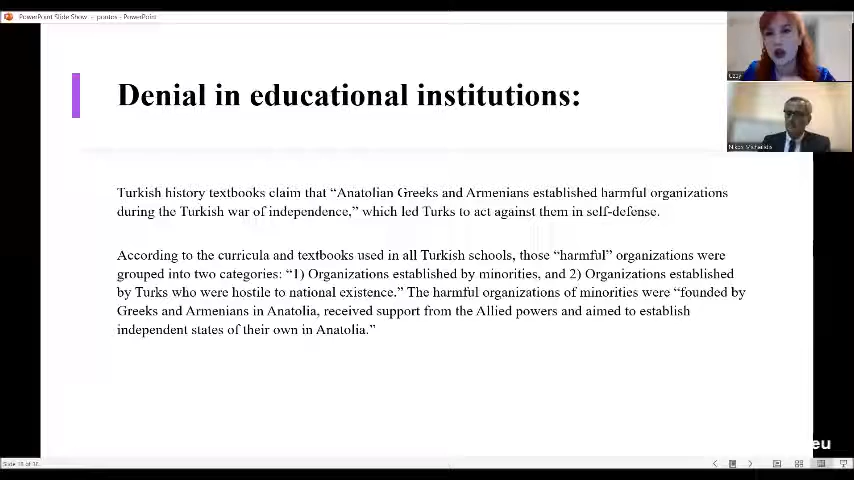 PowerPoint Slide Show - pontos - PowerPoint
Denial in educational institutions:
Turkish history textbooks claim that “Anatolian Greeks and Armenians established harmful organizations
during the Turkish war of independence,” which led Turks to act against them in self-defense.
According to the curricula and textbooks used in all Turkish schools, those “harmful” organizations were
grouped into two categories: “1) Organizations established by minorities, and 2) Organizations established
by Turks who were hostile to national existence.” The harmful organizations of minorities were “founded by
Greeks and Armenians in Anatolia, received support from the Allied powers and aimed to establish
independent states of their own in Anatolia.”
eu